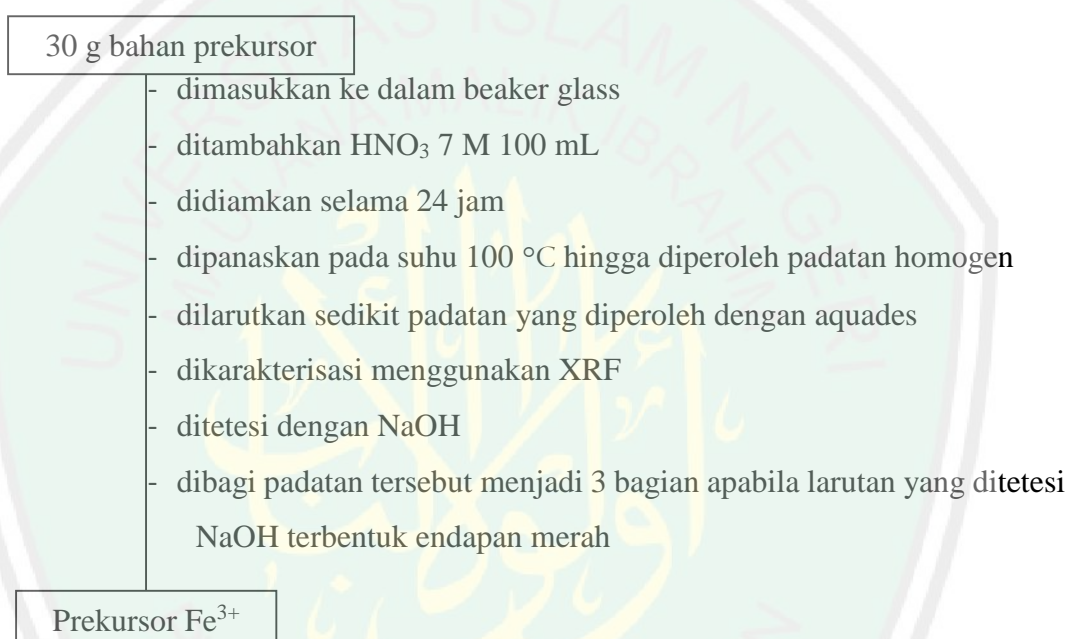 30 g bahan prekursor
- dimasukkan ke dalam beaker glass
- ditambahkan HNO₃ 7 M 100 mL
- didiamkan selama 24 jam
- dipanaskan pada suhu 100 °C hingga diperoleh padatan homogen
- dilarutkan sedikit padatan yang diperoleh dengan aquades
- dikarakterisasi menggunakan XRF
- ditetesi dengan NaOH
- dibagi padatan tersebut menjadi 3 bagian apabila larutan yang ditetesi
NaOH terbentuk endapan merah
Prekursor Fe³⁺